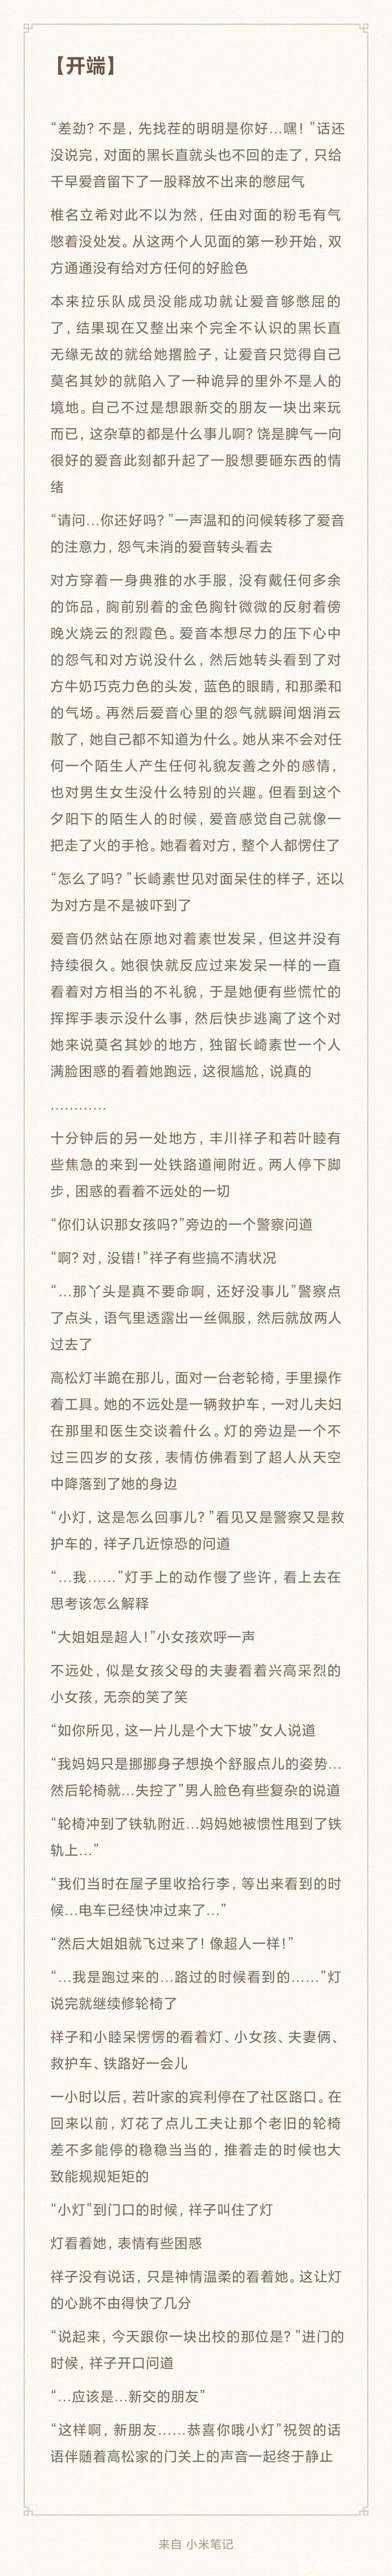 【开端】
“差劲？不是，先找茬的明明是你好…嘿！”话还
没说完，对面的黑长直就头也不回的走了，只给
千早爱音留下了一股释放不出来的憋屈气
椎名立希对此不以为然，任由对面的粉毛有气
憋着没处发。从这两个人见面的第一秒开始，双
方通通没有给对方任何的好脸色
本来拉乐队成员没能成功就让爱音够憋屈的
了，结果现在又整出来个完全不认识的黑长直
无缘无故的就给她撂脸子，让爱音只觉得自己
莫名其妙的就陷入了一种诡异的里外不是人的
境地。自己不过是想跟新交的朋友一块出来玩
而已，这杂草的都是什么事儿啊？饶是脾气一向
很好的爱音此刻都升起了一股想要砸东西的情
绪
“请问…你还好吗？”一声温和的问候转移了爱音
的注意力，怨气未消的爱音转头看去
对方穿着一身典雅的水手服，没有戴任何多余
的饰品，胸前别着的金色胸针微微的反射着傍
晚火烧云的烈霞色。爱音本想尽力的压下心中
的怨气和对方说没什么，然后她转头看到了对
方牛奶巧克力色的头发，蓝色的眼睛，和那柔和
的气场。再然后爱音心里的怨气就瞬间烟消云
散了，她自己都不知道为什么。她从来不会对任
何一个陌生人产生任何礼貌友善之外的感情，
也对男生女生没什么特别的兴趣。但看到这个
夕阳下的陌生人的时候，爱音感觉自己就像一
把走了火的手枪。她看着对方，整个人都愣住了
“怎么了吗？”长崎素世见对面呆住的样子，还以
为对方是不是被吓到了
爱音仍然站在原地对着素世发呆，但这并没有
持续很久。她很快就反应过来发呆一样的一直
看着对方相当的不礼貌，于是她便有些慌忙的
挥挥手表示没什么事，然后快步逃离了这个对
她来说莫名其妙的地方，独留长崎素世一个人
满脸困惑的看着她跑远，这很尴尬，说真的
…………
十分钟后的另一处地方，丰川祥子和若叶睦有
些焦急的来到一处铁路道闸附近。两人停下脚
步，困惑的看着不远处的一切
“你们认识那女孩吗？”旁边的一个警察问道
“啊？对，没错！”祥子有些搞不清状况
“…那丫头是真不要命啊，还好没事儿”警察点
了点头，语气里透露出一丝佩服，然后就放两人
过去了
高松灯半跪在那儿，面对一台老轮椅，手里操作
着工具。她的不远处是一辆救护车，一对儿夫妇
在那里和医生交谈着什么。灯的旁边是一个不
过三四岁的女孩，表情仿佛看到了超人从天空
中降落到了她的身边
“小灯，这是怎么回事儿？”看见又是警察又是救
护车的，祥子几近惊恐的问道
“…我……”灯手上的动作慢了些许，看上去在
思考该怎么解释
“大姐姐是超人！”小女孩欢呼一声
不远处，似是女孩父母的夫妻看着兴高采烈的
小女孩，无奈的笑了笑
“如你所见，这一片儿是个大下坡”女人说道
“我妈妈只是挪挪身子想换个舒服点儿的姿势…
然后轮椅就…失控了”男人脸色有些复杂的说道
“轮椅冲到了铁轨附近…妈妈她被惯性甩到了铁
轨上…”
“我们当时在屋子里收拾行李，等出来看到的时
候…电车已经快冲过来了…”
“然后大姐姐就飞过来了！像超人一样！”
“…我是跑过来的…路过的时候看到的……”灯
说完就继续修轮椅了
祥子和小睦呆愣愣的看着灯、小女孩、夫妻俩、
救护车、铁路好一会儿
一小时以后，若叶家的宾利停在了社区路口。在
回来以前，灯花了点儿工夫让那个老旧的轮椅
差不多能停的稳稳当当的，推着走的时候也大
致能规规矩矩的
“小灯”到门口的时候，祥子叫住了灯
灯看着她，表情有些困惑
祥子没有说话，只是神情温柔的看着她。这让灯
的心跳不由得快了几分
“说起来，今天跟你一块出校的那位是？”进门的
时候，祥子开口问道
“…应该是…新交的朋友”
“这样啊，新朋友……恭喜你哦小灯”祝贺的话
语伴随着高松家的门关上的声音一起终于静止
来自 小米笔记